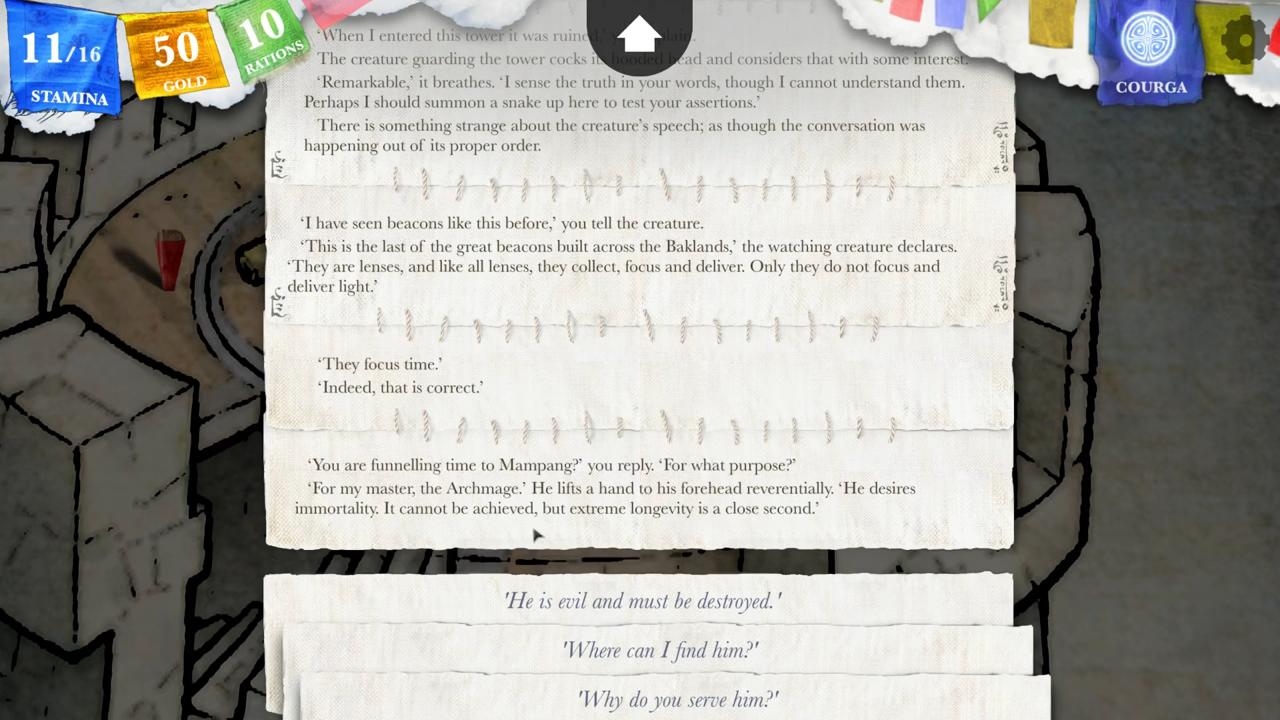 11/16
STAMINA
50
GOLD
10
RATIONS
COURGA
‘When I entered this tower it was ruined,’
The creature guarding the tower cocks its hooded head and considers that with some interest.
‘Remarkable,’ it breathes. ‘I sense the truth in your words, though I cannot understand them.
Perhaps I should summon a snake up here to test your assertions.’
There is something strange about the creature’s speech; as though the conversation was
happening out of its proper order.
‘I have seen beacons like this before,’ you tell the creature.
‘This is the last of the great beacons built across the Baklands,’ the watching creature declares.
‘They are lenses, and like all lenses, they collect, focus and deliver. Only they do not focus and
deliver light.’
‘They focus time.’
‘Indeed, that is correct.’
‘You are funnelling time to Mampang?’ you reply. ‘For what purpose?’
‘For my master, the Archmage.’ He lifts a hand to his forehead reverentially. ‘He desires
immortality. It cannot be achieved, but extreme longevity is a close second.’
'He is evil and must be destroyed.'
'Where can I find him?'
'Why do you serve him?'